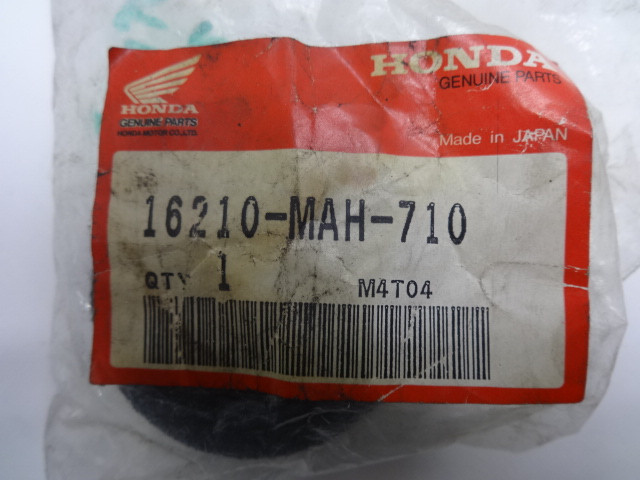 HONDA
GENUINE PARTS
HONDA MOTOR CO.,LTD.
HONDA
GENUINE PARTS
Made in JAPAN
16210-MAH-710
QTY 1
M4T04